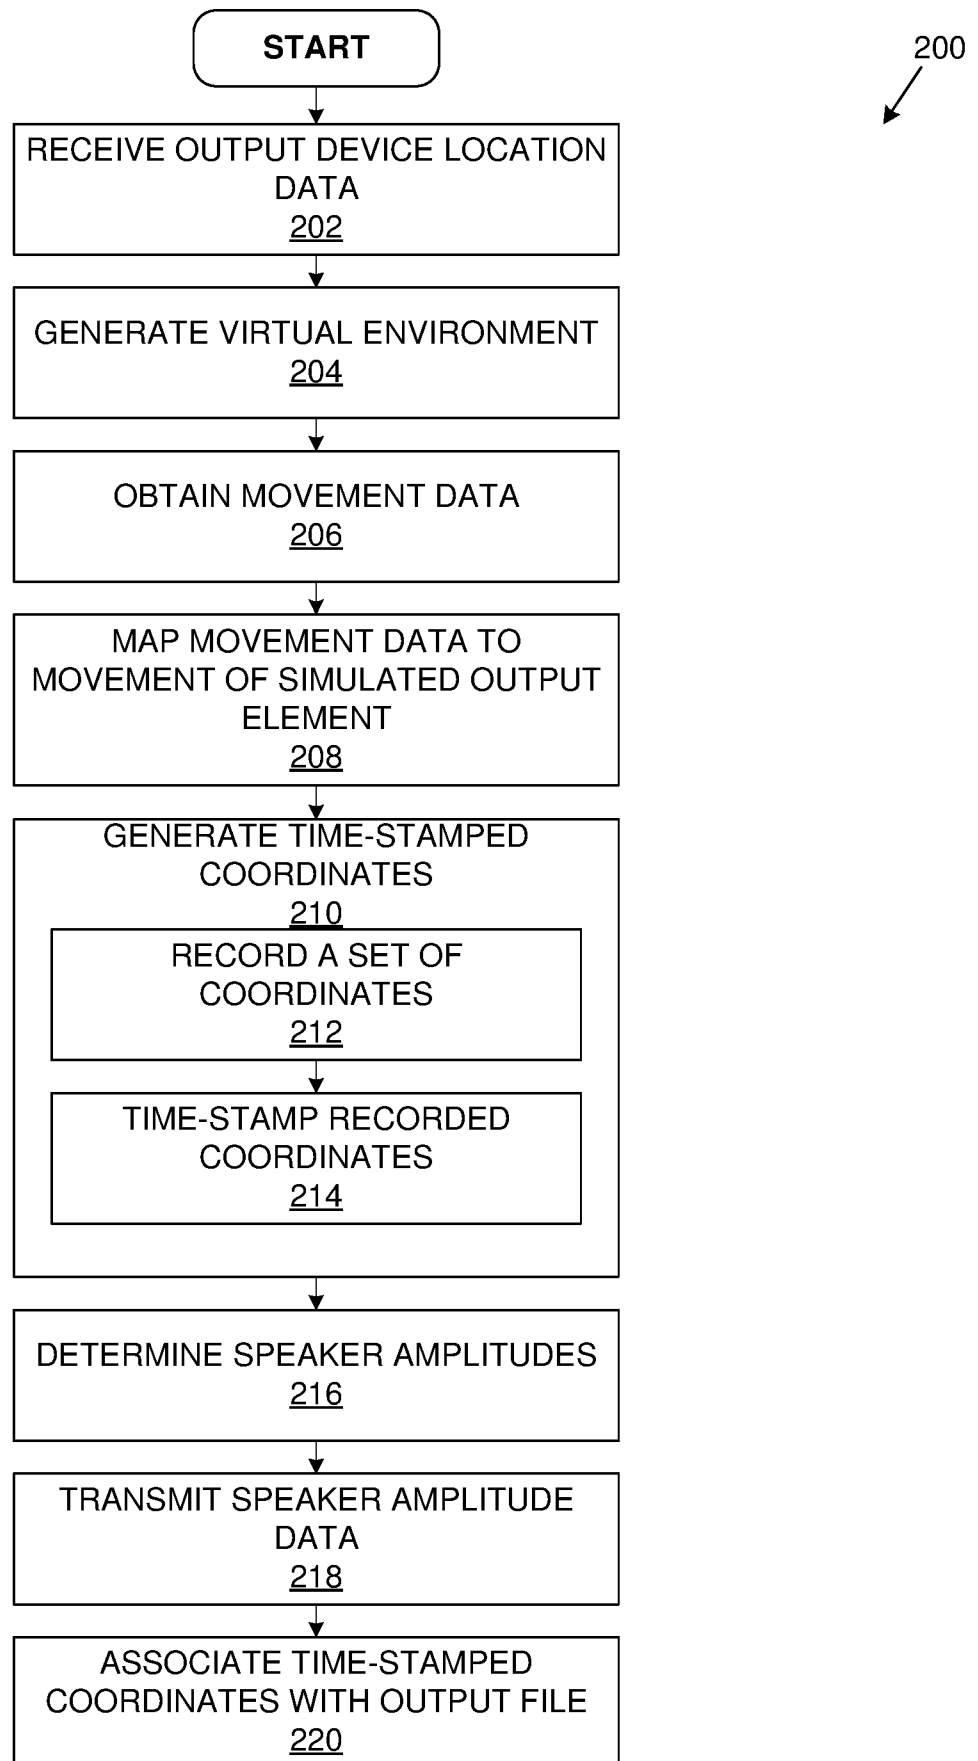 START
200
RECEIVE OUTPUT DEVICE LOCATION
DATA
202
GENERATE VIRTUAL ENVIRONMENT
204
OBTAIN MOVEMENT DATA
206
MAP MOVEMENT DATA TO
MOVEMENT OF SIMULATED OUTPUT
ELEMENT
208
GENERATE TIME-STAMPED
COORDINATES
210
RECORD A SET OF
COORDINATES
212
TIME-STAMP RECORDED
COORDINATES
214
DETERMINE SPEAKER AMPLITUDES
216
TRANSMIT SPEAKER AMPLITUDE
DATA
218
ASSOCIATE TIME-STAMPED
COORDINATES WITH OUTPUT FILE
220